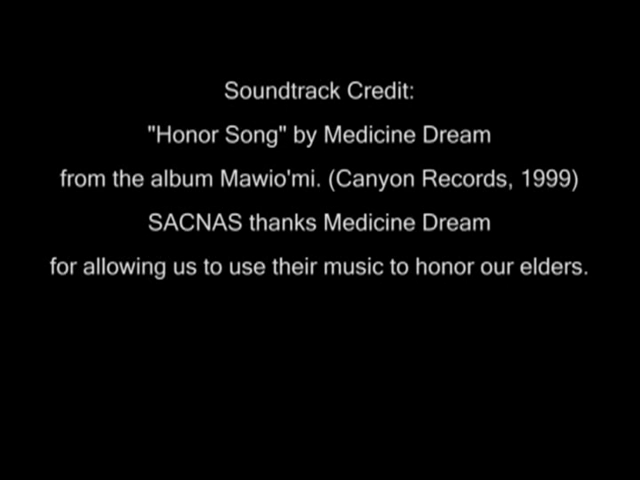 Soundtrack Credit:
"Honor Song" by Medicine Dream
from the album Mawio'mi. (Canyon Records, 1999)
SACNAS thanks Medicine Dream
for allowing us to use their music to honor our elders.